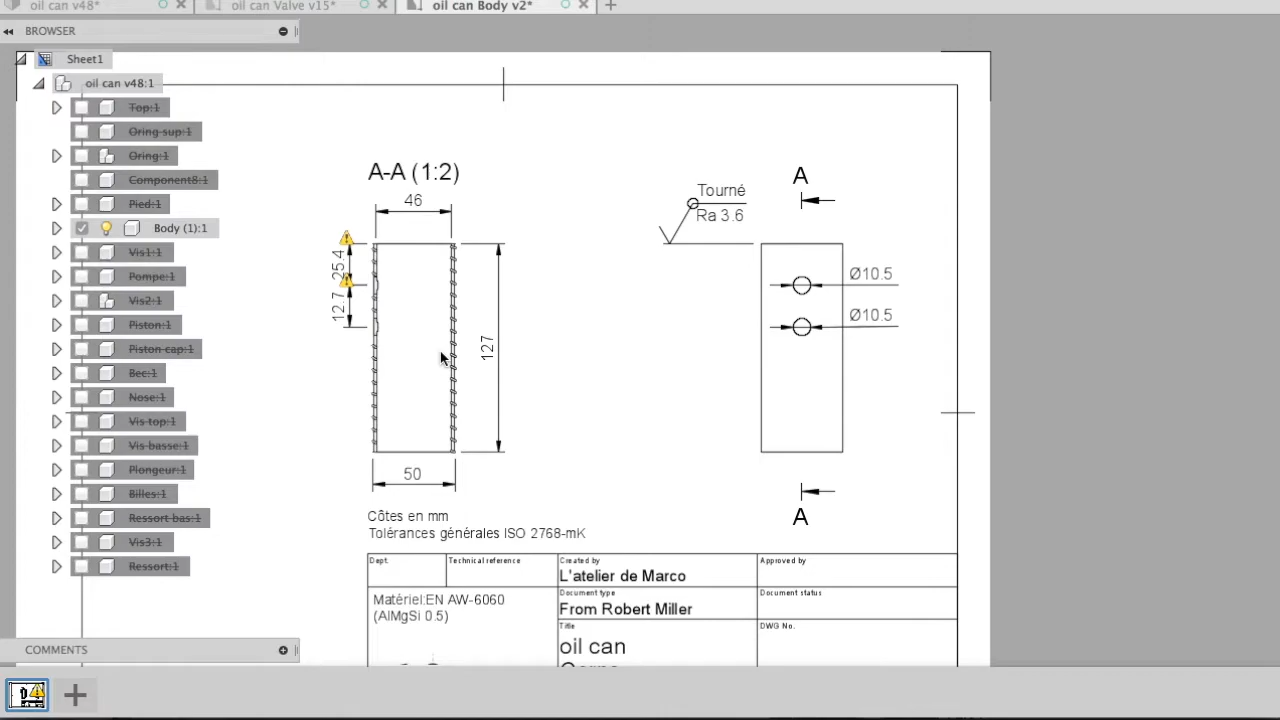 oil can v48*
oil can Valve v15*
oil can Body v2*
BROWSER
Sheet1
oil can v48:1
Top:1
Oring sup:1
Oring:1
Component8:1
Pied:1
Body (1):1
Vis1:1
Pompe:1
Vis2:1
Piston:1
Piston cap:1
Bec:1
Nose:1
Vis top:1
Vis basse:1
Plongeur:1
Billes:1
Ressort bas:1
Vis3:1
Ressort:1
COMMENTS
A-A (1:2)
46
25.4
12.7
127
50
Tourné
Ra 3.6
A
Ø10.5
Ø10.5
A
Côtes en mm
Tolérances générales ISO 2768-mK
Dept.
Technical reference
Created by
L'atelier de Marco
Approved by
Matériel:EN AW-6060
(AlMgSi 0.5)
Document type
From Robert Miller
Document status
Title
oil can
DWG No.